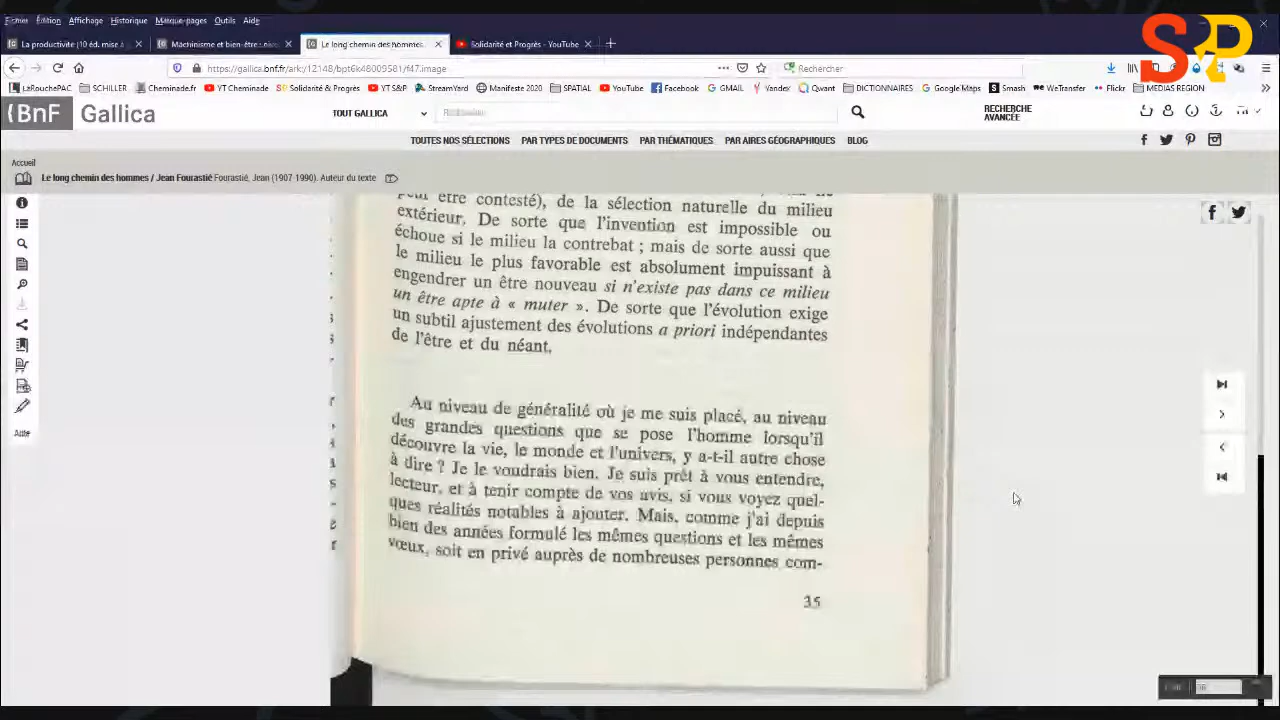 Fichier Édition Affichage Historique Marque-pages Outils Aide
La productivité (10 éd. mise à
Machinisme et bien-être
Le long chemin des hommes
Solidarité et Progrès - YouTube
https://gallica.bnf.fr/ark:/12148/bpt6k48009581/f47.image
Rechercher
LaRouchePAC
SCHILLER
Cheminade.fr
YT Cheminade
Solidarité & Progrès
YT S&P
StreamYard
Manifeste 2020
SPATIAL
YouTube
Facebook
GMAIL
Yandex
Qwant
DICTIONNAIRES
Google Maps
Smash
WeTransfer
Flickr
MEDIAS REGION
SP
BnF Gallica
TOUT GALLICA
RECHERCHE
AVANCÉE
TOUTES NOS SÉLECTIONS PAR TYPES DE DOCUMENTS PAR THÉMATIQUES PAR AIRES GÉOGRAPHIQUES BLOG
Accueil
Le long chemin des hommes / Jean Fourastié Fourastié, Jean (1907-1990). Auteur du texte
Aide
peut être contesté), de la sélection naturelle du milieu
extérieur. De sorte que l'invention est impossible ou
échoue si le milieu la contrebat ; mais de sorte aussi que
le milieu le plus favorable est absolument impuissant à
engendrer un être nouveau si n'existe pas dans ce milieu
un être apte à « muter ». De sorte que l'évolution exige
un subtil ajustement des évolutions a priori indépendantes
de l'être et du néant.
Au niveau de généralité où je me suis placé, au niveau
des grandes questions que se pose l'homme lorsqu'il
découvre la vie, le monde et l'univers, y a-t-il autre chose
à dire ? Je le voudrais bien. Je suis prêt à vous entendre,
lecteur, et à tenir compte de vos avis, si vous voyez quel-
ques réalités notables à ajouter. Mais, comme j'ai depuis
bien des années formulé les mêmes questions et les mêmes
vœux, soit en privé auprès de nombreuses personnes com-
35